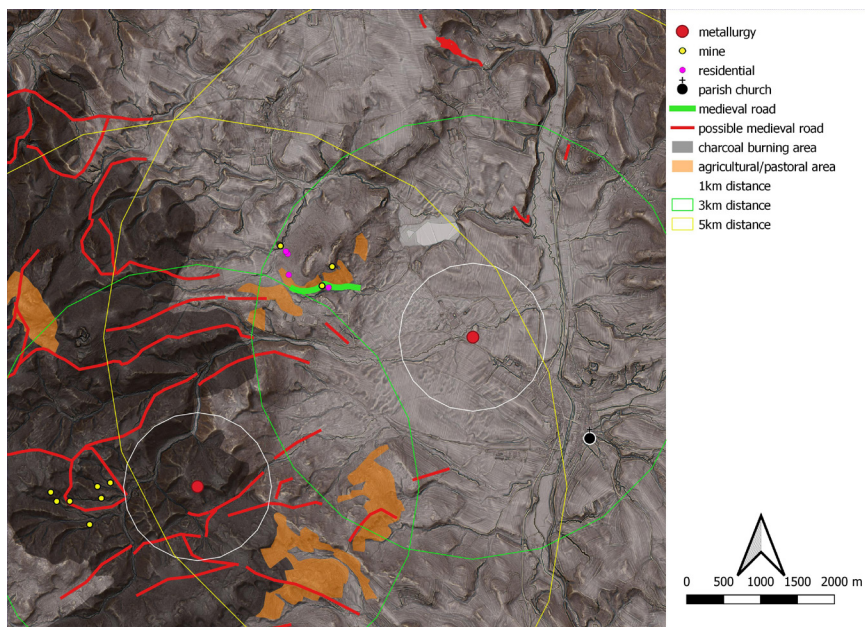 metallurgy
mine
residential
parish church
medieval road
possible medieval road
charcoal burning area
agricultural/pastoral area
1km distance
3km distance
5km distance
0 500 1000 1500 2000 m